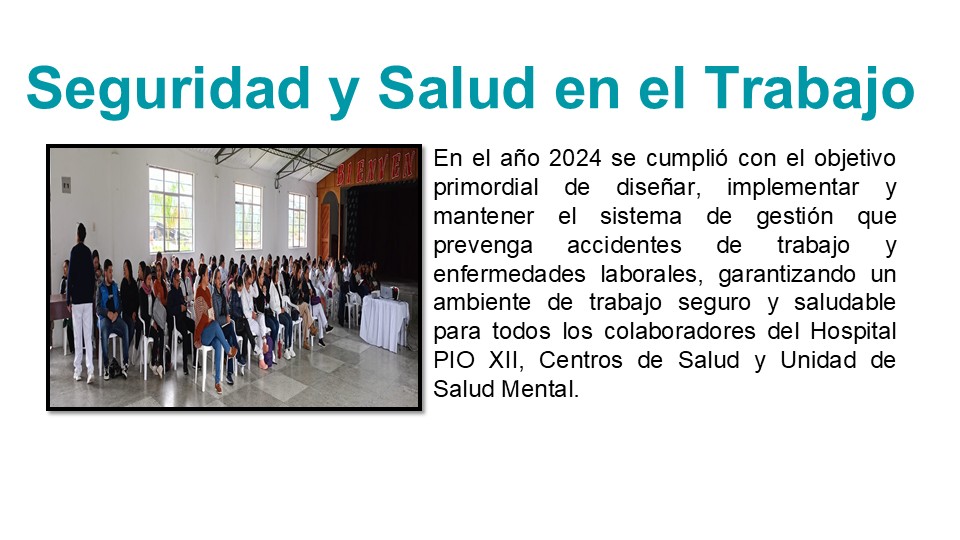 Seguridad y Salud en el Trabajo
BIENVEN
En el año 2024 se cumplió con el objetivo
primordial de diseñar, implementar y
mantener el sistema de gestión que
prevenga accidentes de trabajo y
enfermedades laborales, garantizando un
ambiente de trabajo seguro y saludable
para todos los colaboradores del Hospital
PIO XII, Centros de Salud y Unidad de
Salud Mental.